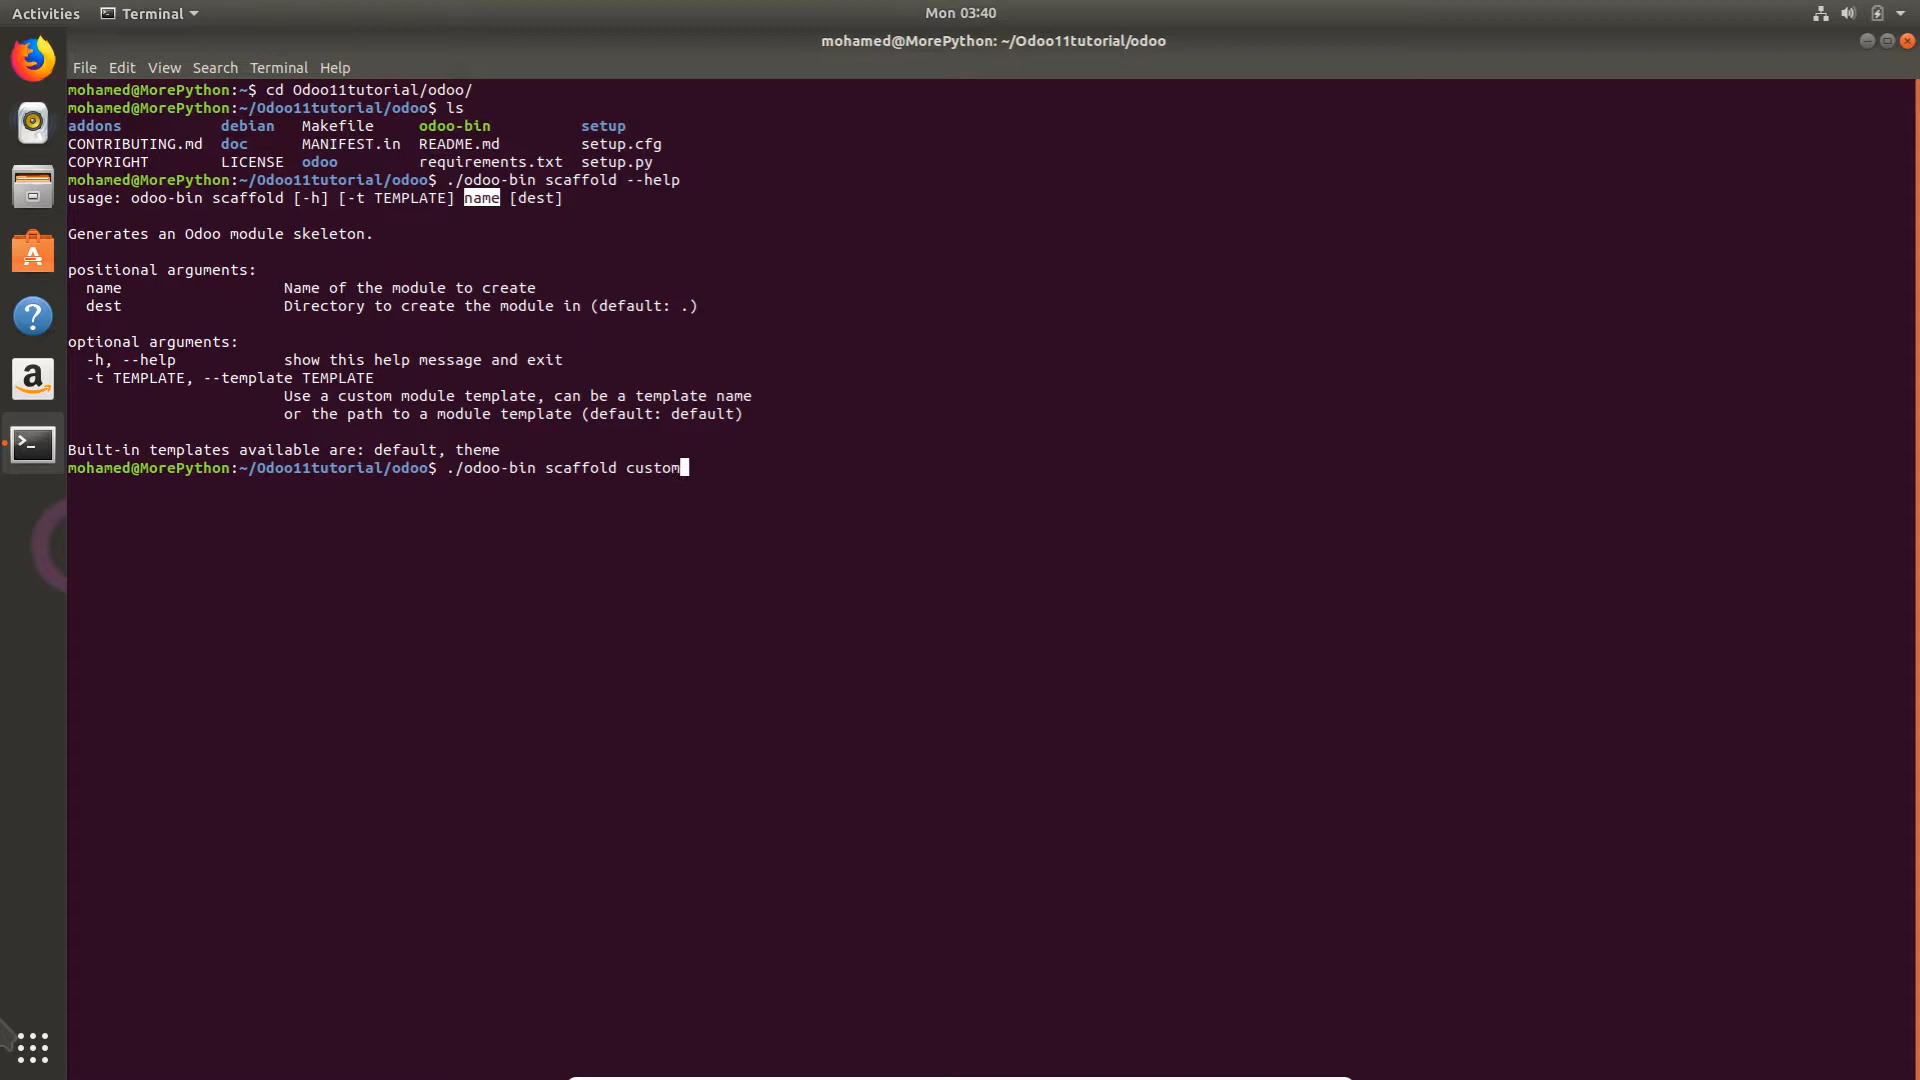 Activities Terminal Mon 03:40
mohamed@MorePython: ~/Odoo11tutorial/odoo
File Edit View Search Terminal Help
mohamed@MorePython:~$ cd Odoo11tutorial/odoo/
mohamed@MorePython:~/Odoo11tutorial/odoo$ ls
addons debian Makefile odoo-bin setup
CONTRIBUTING.md doc MANIFEST.in README.md setup.cfg
COPYRIGHT LICENSE odoo requirements.txt setup.py
mohamed@MorePython:~/Odoo11tutorial/odoo$ ./odoo-bin scaffold --help
usage: odoo-bin scaffold [-h] [-t TEMPLATE] name [dest]
Generates an Odoo module skeleton.
positional arguments:
name Name of the module to create
dest Directory to create the module in (default: .)
optional arguments:
-h, --help show this help message and exit
-t TEMPLATE, --template TEMPLATE
Use a custom module template, can be a template name
or the path to a module template (default: default)
Built-in templates available are: default, theme
mohamed@MorePython:~/Odoo11tutorial/odoo$ ./odoo-bin scaffold custom